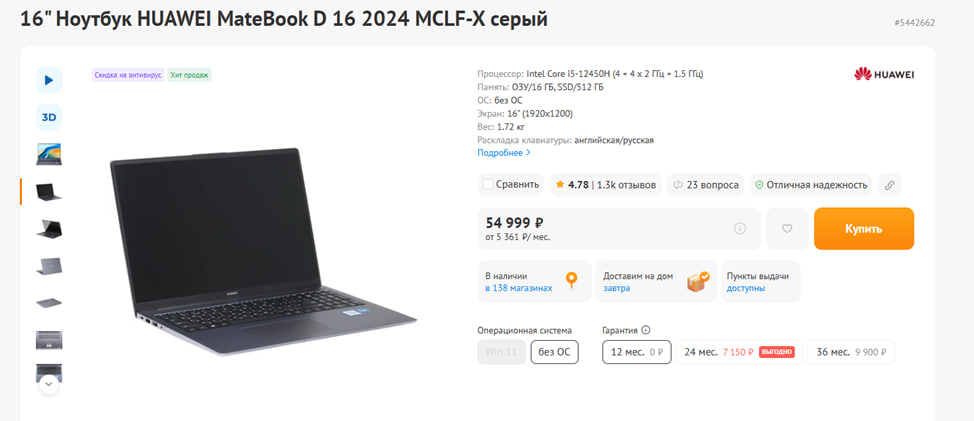 16" Ноутбук HUAWEI MateBook D 16 2024 MCLF-X серый
#5442662
Скидка на антивирус
Хит продаж
3D
Процессор: Intel Core i5-12450H (4 + 4 x 2 ГГц + 1.5 ГГц)
Память: ОЗУ/16 ГБ, SSD/512 ГБ
ОС: без ОС
Экран: 16" (1920x1200)
Вес: 1.72 кг
Раскладка клавиатуры: английская/русская
Подробнее >
HUAWEI
Сравнить
4.78 | 1.3k отзывов
23 вопроса
Отличная надежность
54 999 ₽
от 5 361 ₽/ мес.
Купить
В наличии
в 138 магазинах
Доставим на дом
завтра
Пункты выдачи
доступны
Операционная система
Win 11
без ОС
Гарантия
12 мес. 0 ₽
24 мес. 7 150 ₽ ВЫГОДНО
36 мес. 9 900 ₽